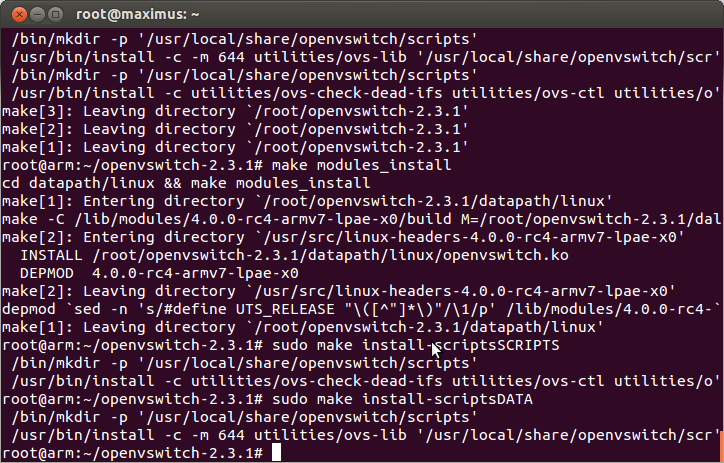 root@maximus: ~
/bin/mkdir -p '/usr/local/share/openvswitch/scripts'
/usr/bin/install -c -m 644 utilities/ovs-lib '/usr/local/share/openvswitch/scr'
/bin/mkdir -p '/usr/local/share/openvswitch/scripts'
/usr/bin/install -c utilities/ovs-check-dead-ifs utilities/ovs-ctl utilities/o'
make[3]: Leaving directory `/root/openvswitch-2.3.1'
make[2]: Leaving directory `/root/openvswitch-2.3.1'
make[1]: Leaving directory `/root/openvswitch-2.3.1'
root@arm:~/openvswitch-2.3.1# make modules_install
cd datapath/linux && make modules_install
make[1]: Entering directory `/root/openvswitch-2.3.1/datapath/linux'
make -C /lib/modules/4.0.0-rc4-armv7-lpae-x0/build M=/root/openvswitch-2.3.1/dal
make[2]: Entering directory `/usr/src/linux-headers-4.0.0-rc4-armv7-lpae-x0'
INSTALL /root/openvswitch-2.3.1/datapath/linux/openvswitch.ko
DEPMOD  4.0.0-rc4-armv7-lpae-x0
make[2]: Leaving directory `/usr/src/linux-headers-4.0.0-rc4-armv7-lpae-x0'
depmod `sed -n 's/#define UTS_RELEASE "\([^"]*\)"/\1/p' /lib/modules/4.0.0-rc4-`
make[1]: Leaving directory `/root/openvswitch-2.3.1/datapath/linux'
root@arm:~/openvswitch-2.3.1# sudo make install-scriptsSCRIPTS
/bin/mkdir -p '/usr/local/share/openvswitch/scripts'
/usr/bin/install -c utilities/ovs-check-dead-ifs utilities/ovs-ctl utilities/o'
root@arm:~/openvswitch-2.3.1# sudo make install-scriptsDATA
/bin/mkdir -p '/usr/local/share/openvswitch/scripts'
/usr/bin/install -c -m 644 utilities/ovs-lib '/usr/local/share/openvswitch/scr'
root@arm:~/openvswitch-2.3.1#